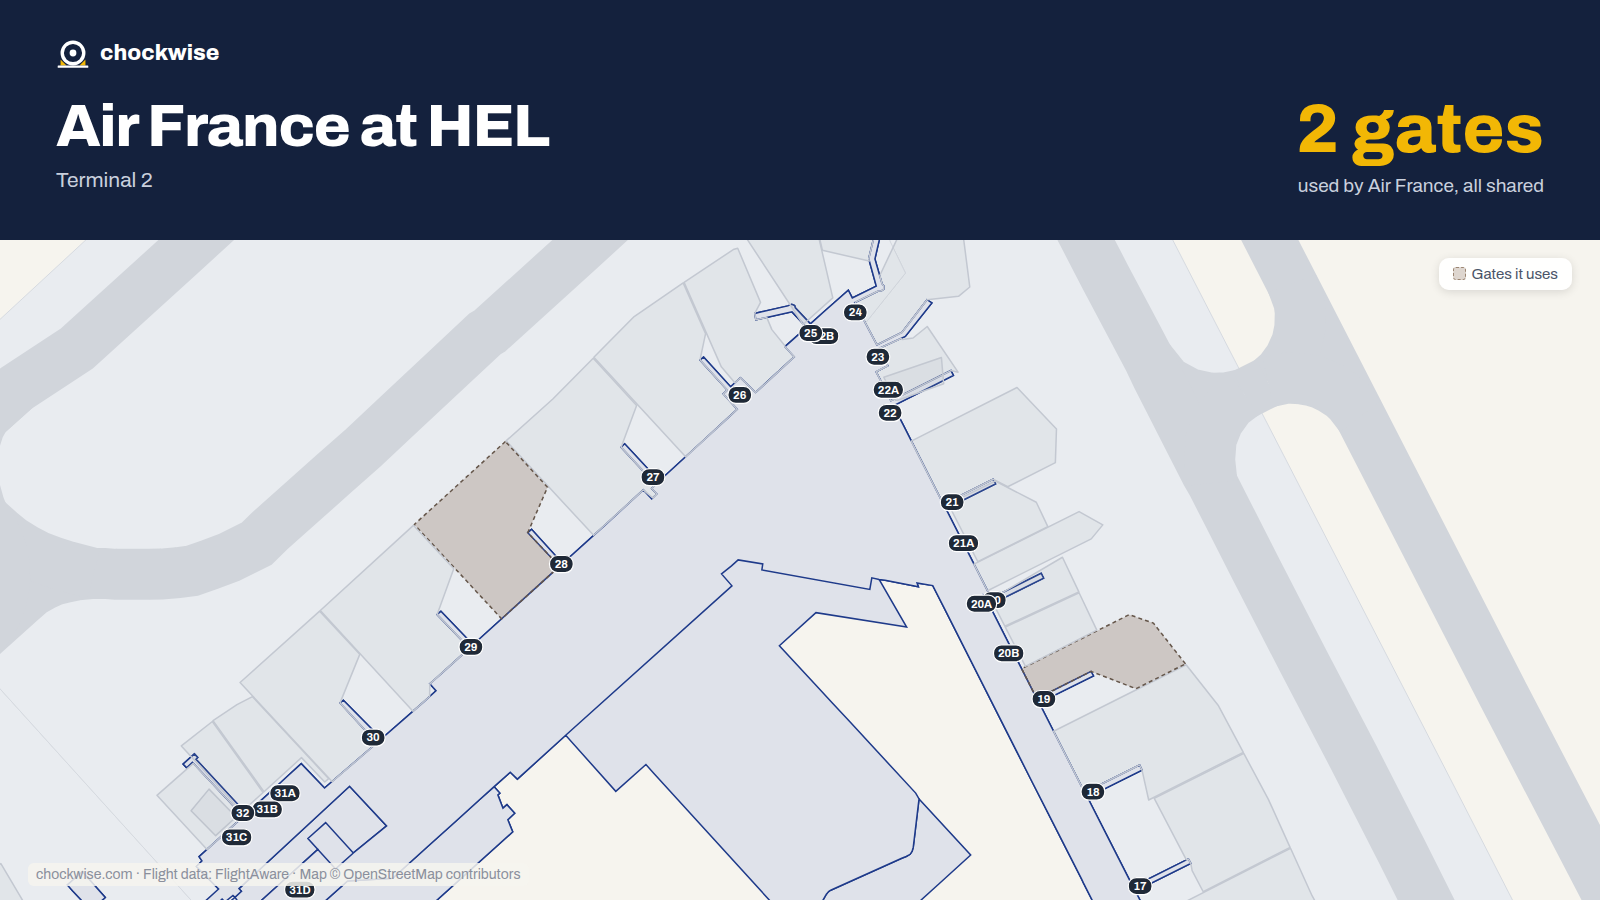 chockwise
Air France at HEL
Terminal 2
2 gates
used by Air France, all shared
Gates it uses
24
25
2B
23
26
22A
22
27
21
21A
28
20A
29
20B
19
30
18
31A
31B
32
31C
17
31D
chockwise.com · Flight data: FlightAware · Map © OpenStreetMap contributors